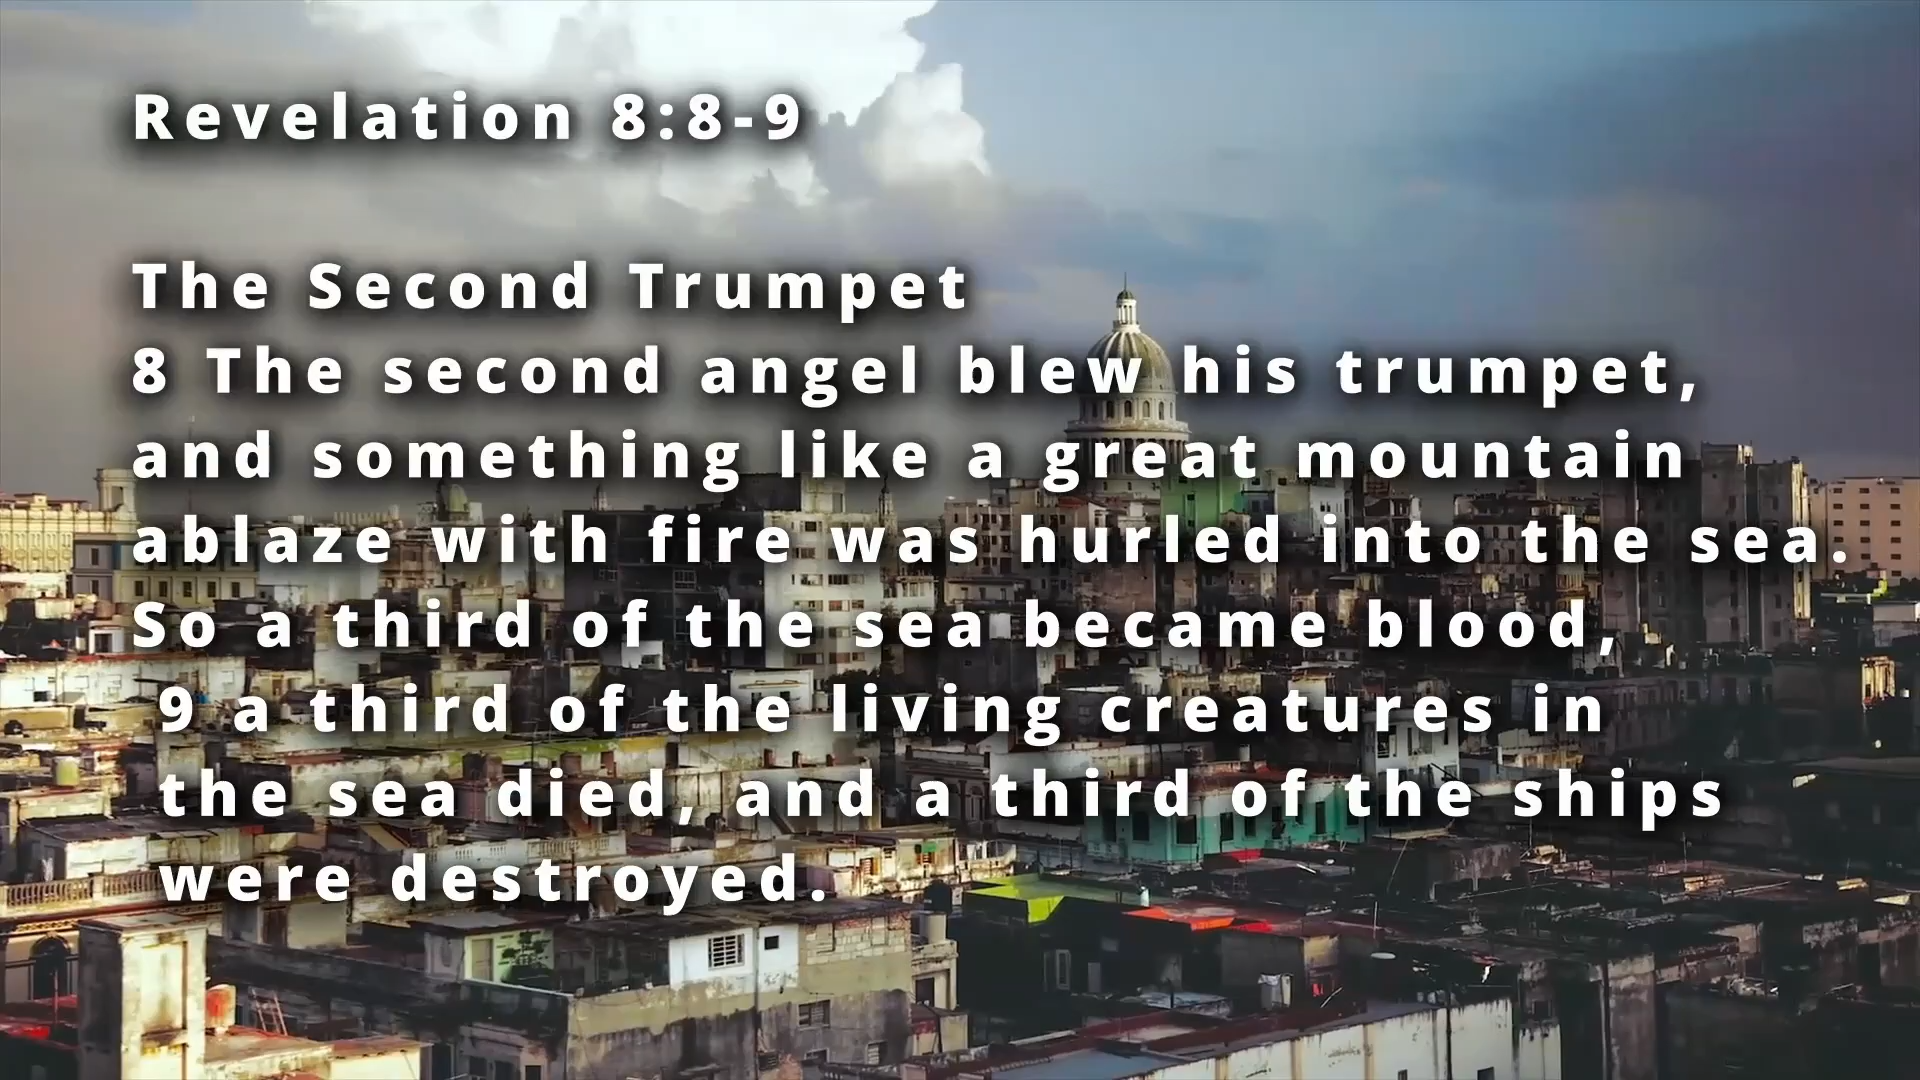 Revelation 8:8-9
The Second Trumpet
8 The second angel blew his trumpet,
and something like a great mountain
ablaze with fire was hurled into the sea.
So a third of the sea became blood,
9 a third of the living creatures in
the sea died, and a third of the ships
were destroyed.